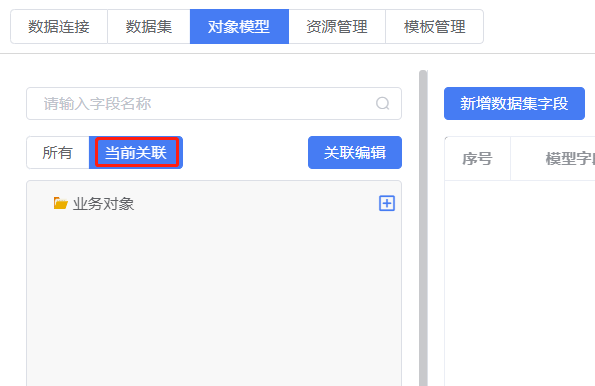 数据连接 数据集 对象模型 资源管理 模板管理
请输入字段名称
新增数据集字段
所有 当前关联 关联编辑
序号 模型字
业务对象